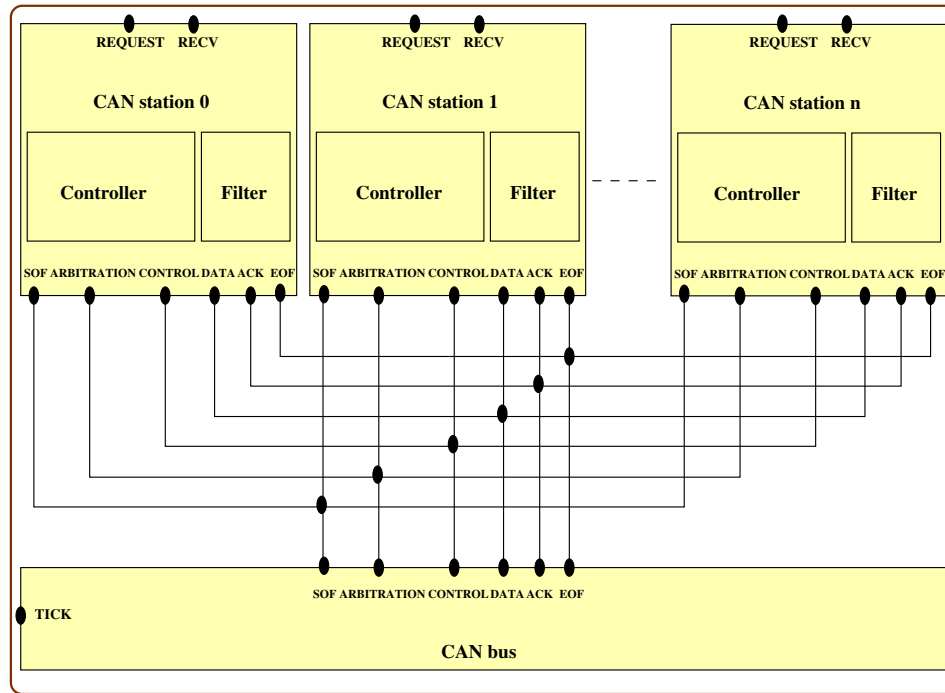 REQUEST RECV
CAN station 0
Controller Filter
SOF ARBITRATION CONTROL DATA ACK EOF
REQUEST RECV
CAN station 1
Controller Filter
SOF ARBITRATION CONTROL DATA ACK EOF
REQUEST RECV
CAN station n
Controller Filter
SOF ARBITRATION CONTROL DATA ACK EOF
SOF ARBITRATION CONTROL DATA ACK EOF
TICK
CAN bus